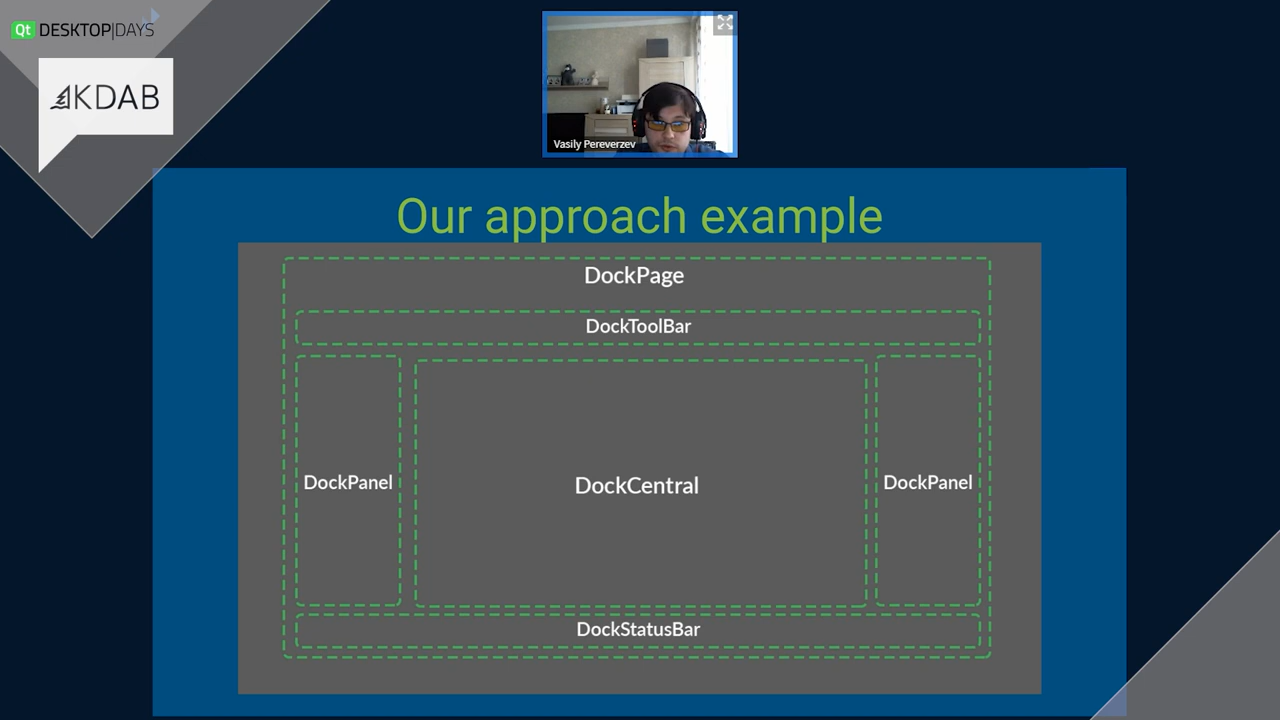 Qt DESKTOP|DAYS
KDAB
Vasily Pereverzev
Our approach example
DockPage
DockToolBar
DockPanel
DockCentral
DockPanel
DockStatusBar